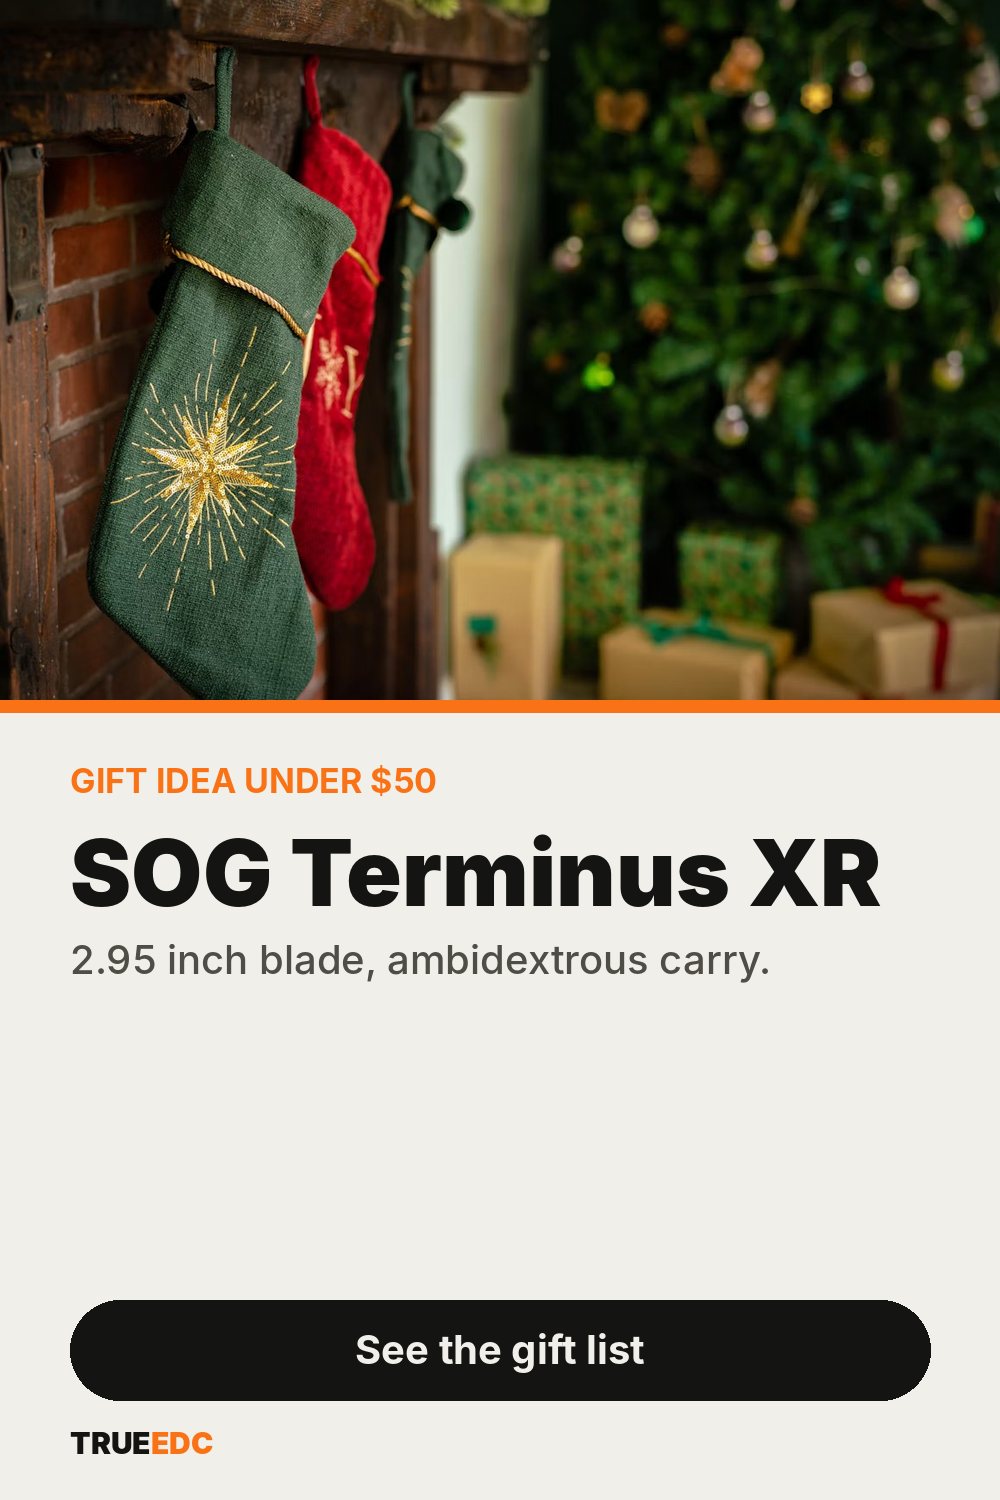 GIFT IDEA UNDER $50
SOG Terminus XR
2.95 inch blade, ambidextrous carry.
See the gift list
TRUEEDC